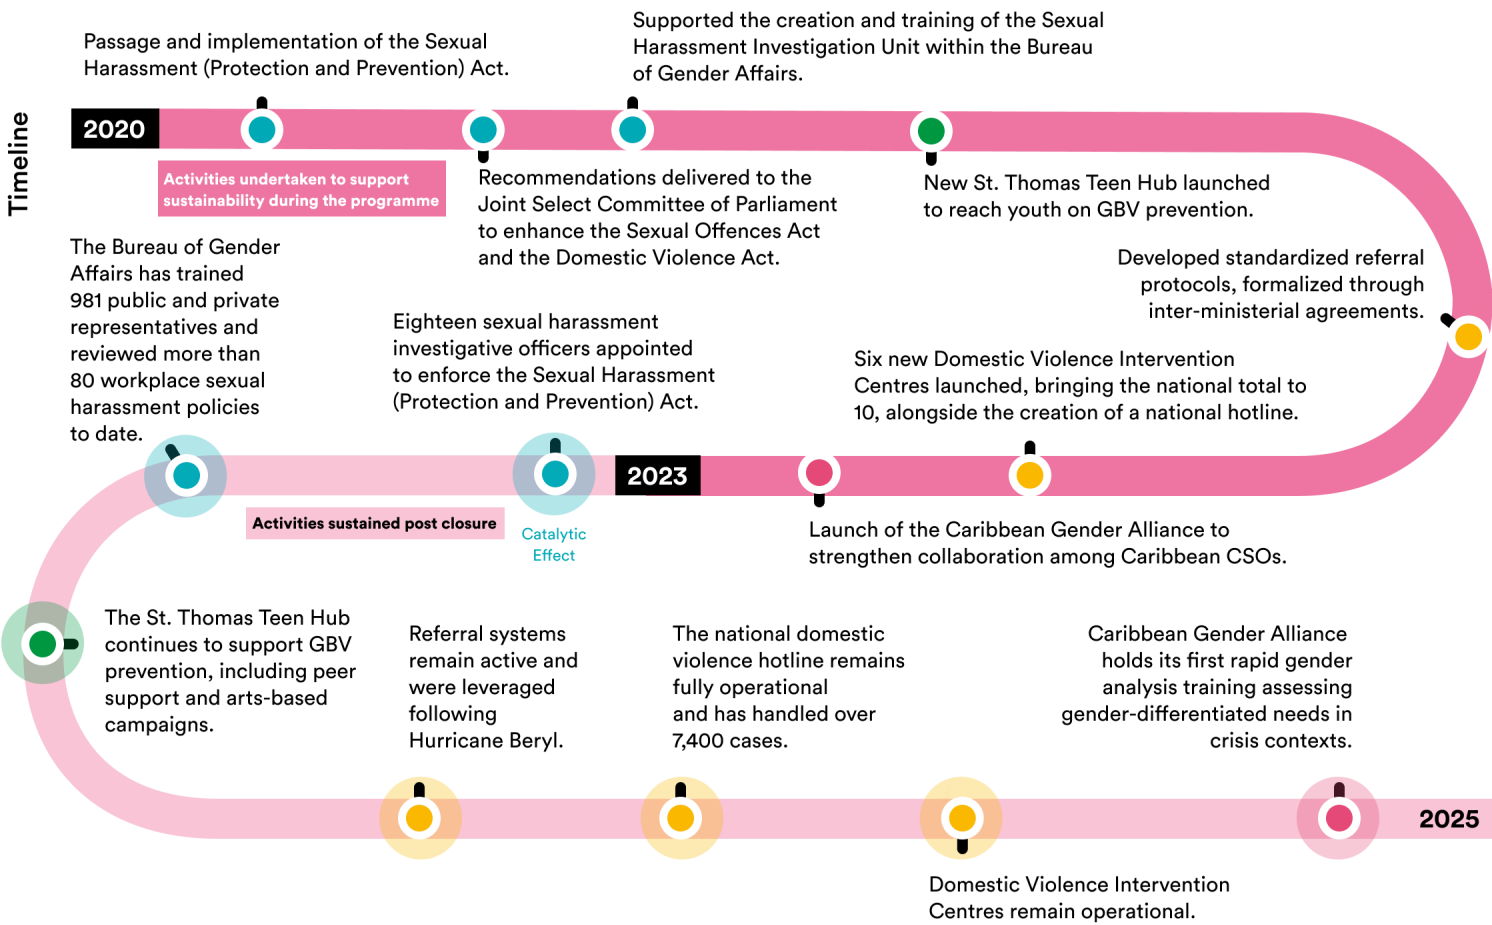 Timeline
Passage and implementation of the Sexual
Harassment (Protection and Prevention) Act.
Supported the creation and training of the Sexual
Harassment Investigation Unit within the Bureau
of Gender Affairs.
2020
Activities undertaken to support
sustainability during the programme
Recommendations delivered to the
Joint Select Committee of Parliament
to enhance the Sexual Offences Act
and the Domestic Violence Act.
New St. Thomas Teen Hub launched
to reach youth on GBV prevention.
Developed standardized referral
protocols, formalized through
inter-ministerial agreements.
Six new Domestic Violence Intervention
Centres launched, bringing the national total to
10, alongside the creation of a national hotline.
Launch of the Caribbean Gender Alliance to
strengthen collaboration among Caribbean CSOs.
2023
Eighteen sexual harassment
investigative officers appointed
to enforce the Sexual Harassment
(Protection and Prevention) Act.
Catalytic
Effect
Activities sustained post closure
The Bureau of Gender
Affairs has trained
981 public and private
representatives and
reviewed more than
80 workplace sexual
harassment policies
to date.
The St. Thomas Teen Hub
continues to support GBV
prevention, including peer
support and arts-based
campaigns.
Referral systems
remain active and
were leveraged
following
Hurricane Beryl.
The national domestic
violence hotline remains
fully operational
and has handled over
7,400 cases.
Domestic Violence Intervention
Centres remain operational.
Caribbean Gender Alliance
holds its first rapid gender
analysis training assessing
gender-differentiated needs in
crisis contexts.
2025